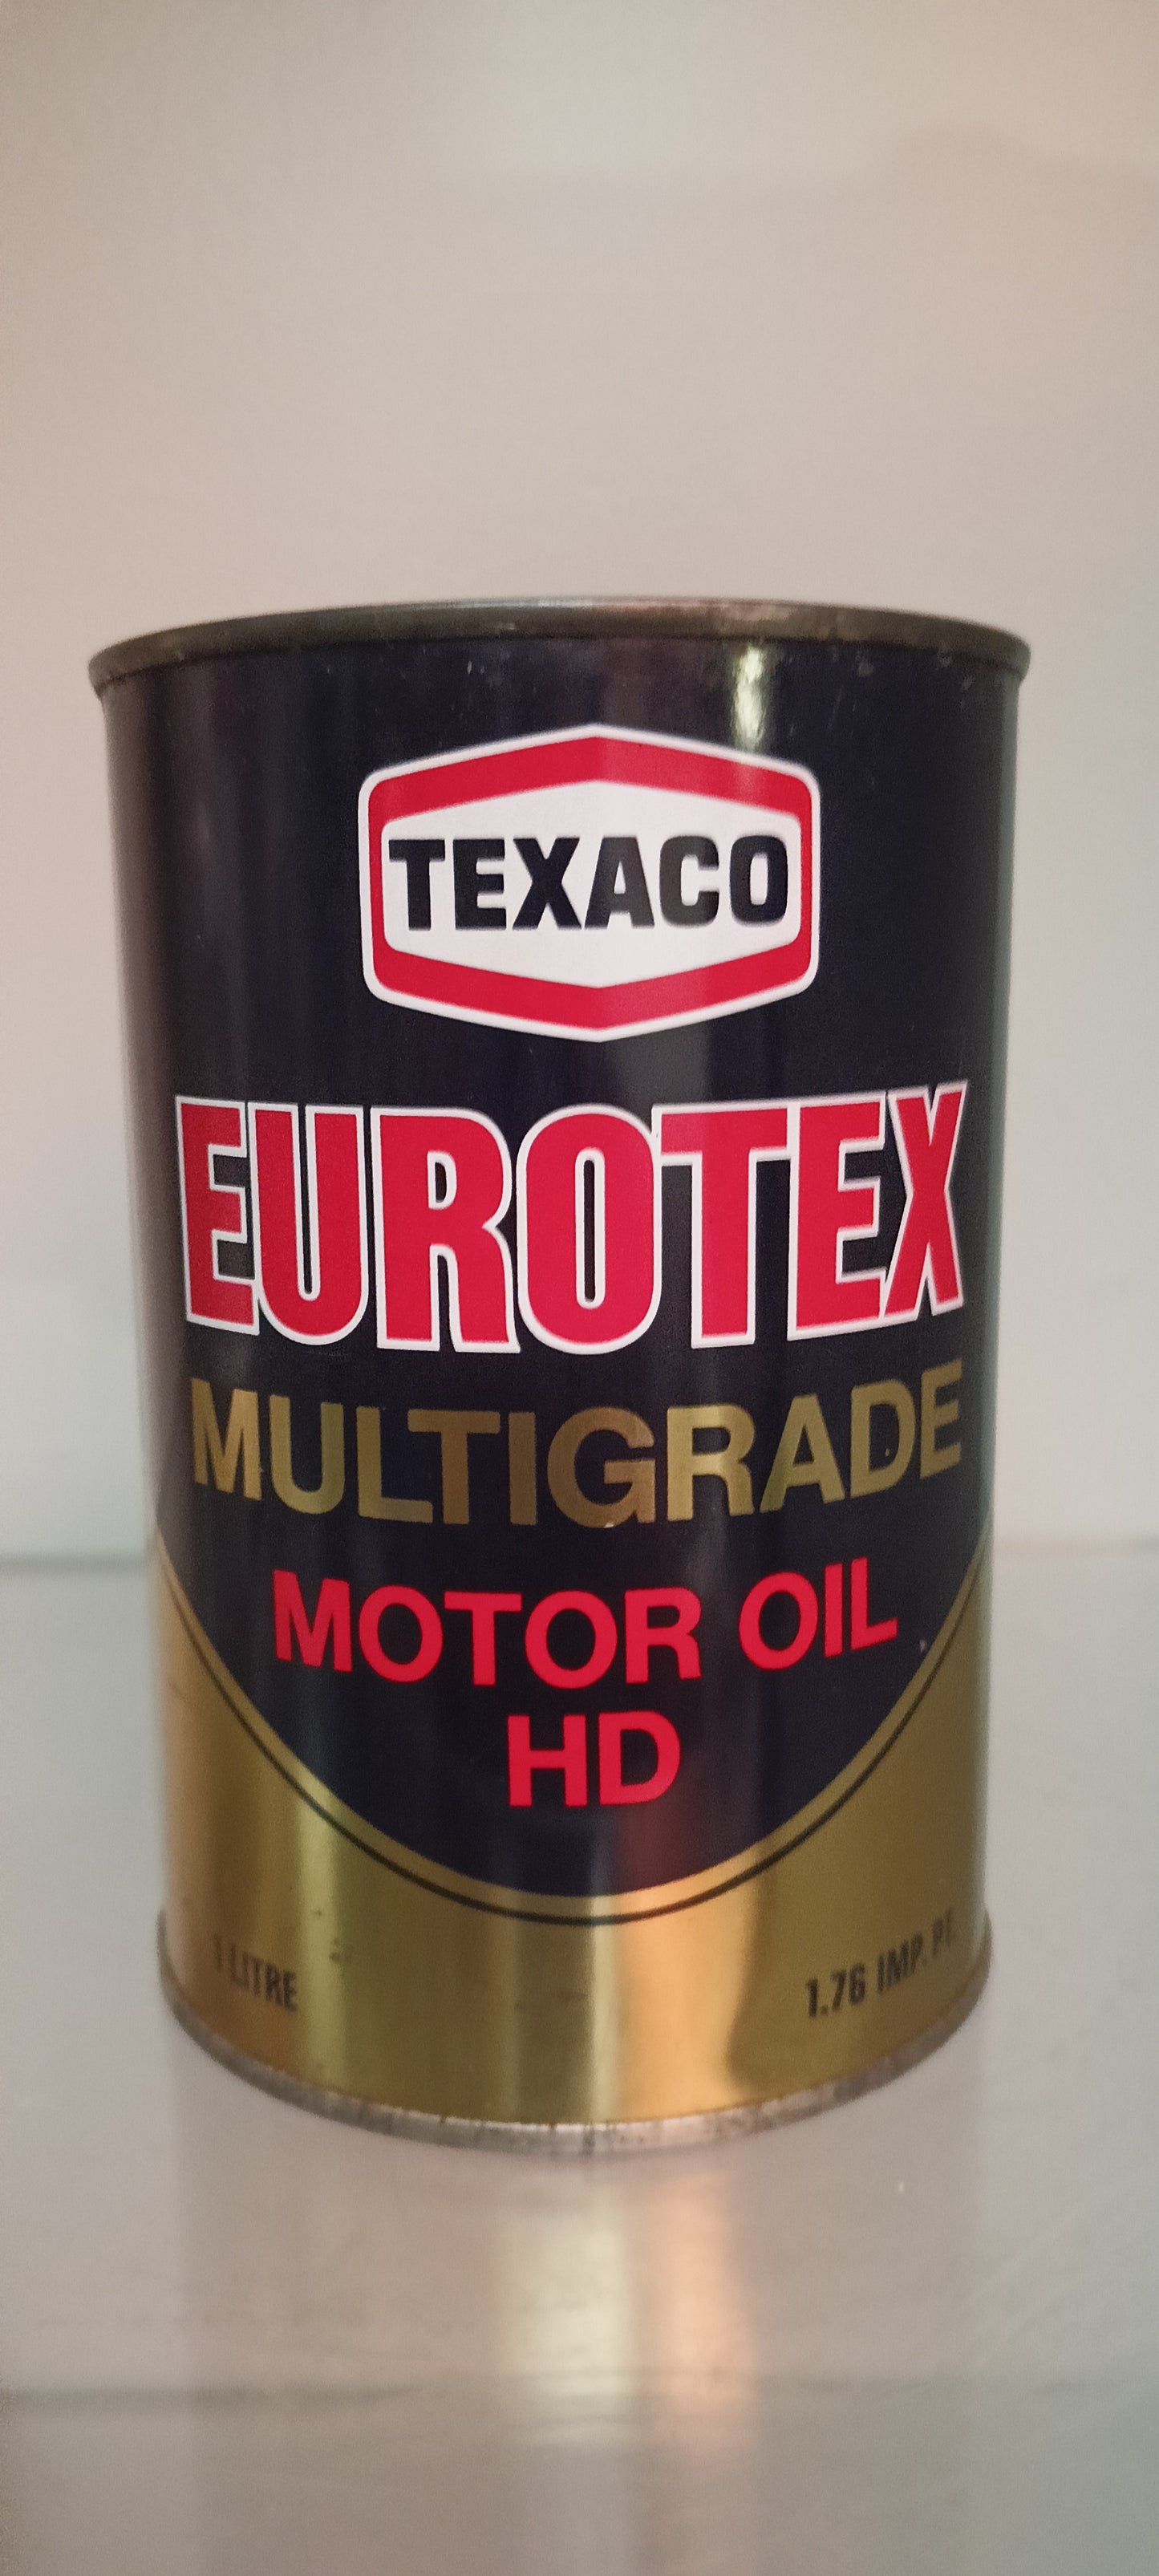 TEXACO
EUROTEX
MULTIGRADE
MOTOR OIL
HD
1 LITRE
1.76 IMP. PT.